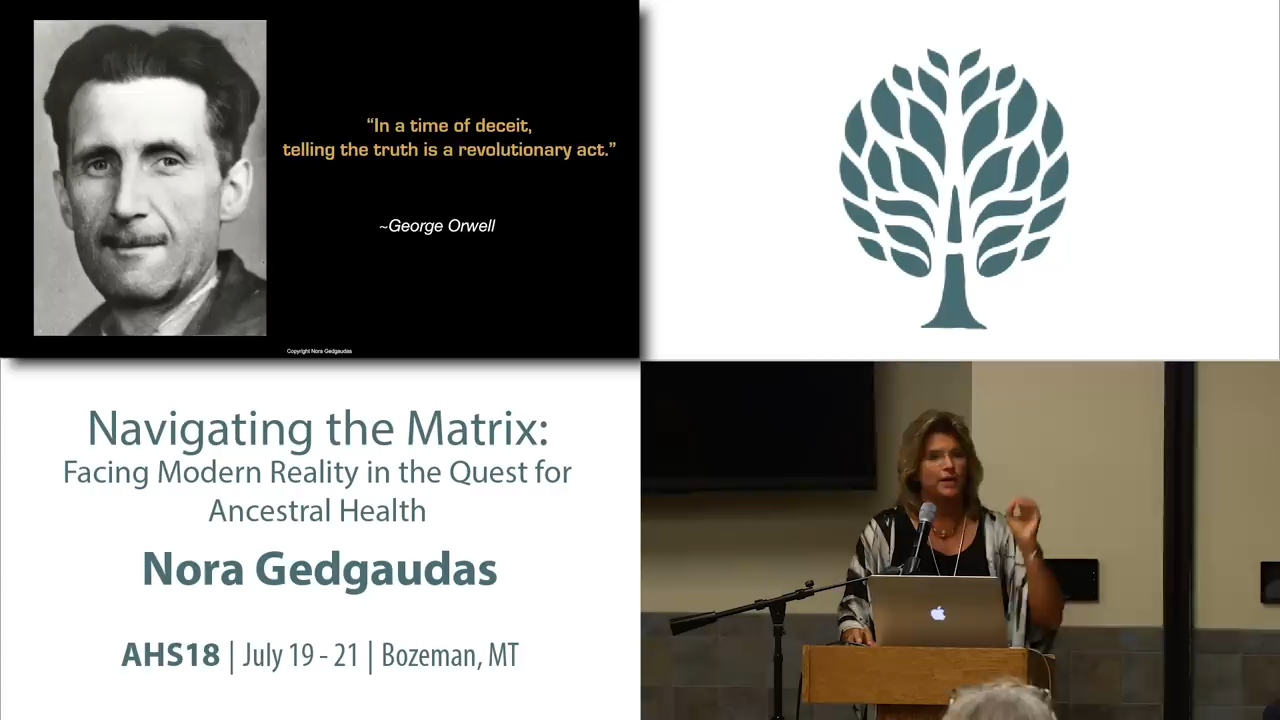 “In a time of deceit,
telling the truth is a revolutionary act.”
~George Orwell
Copyright Nora Gedgaudas
Navigating the Matrix:
Facing Modern Reality in the Quest for
Ancestral Health
Nora Gedgaudas
AHS18 | July 19 - 21 | Bozeman, MT